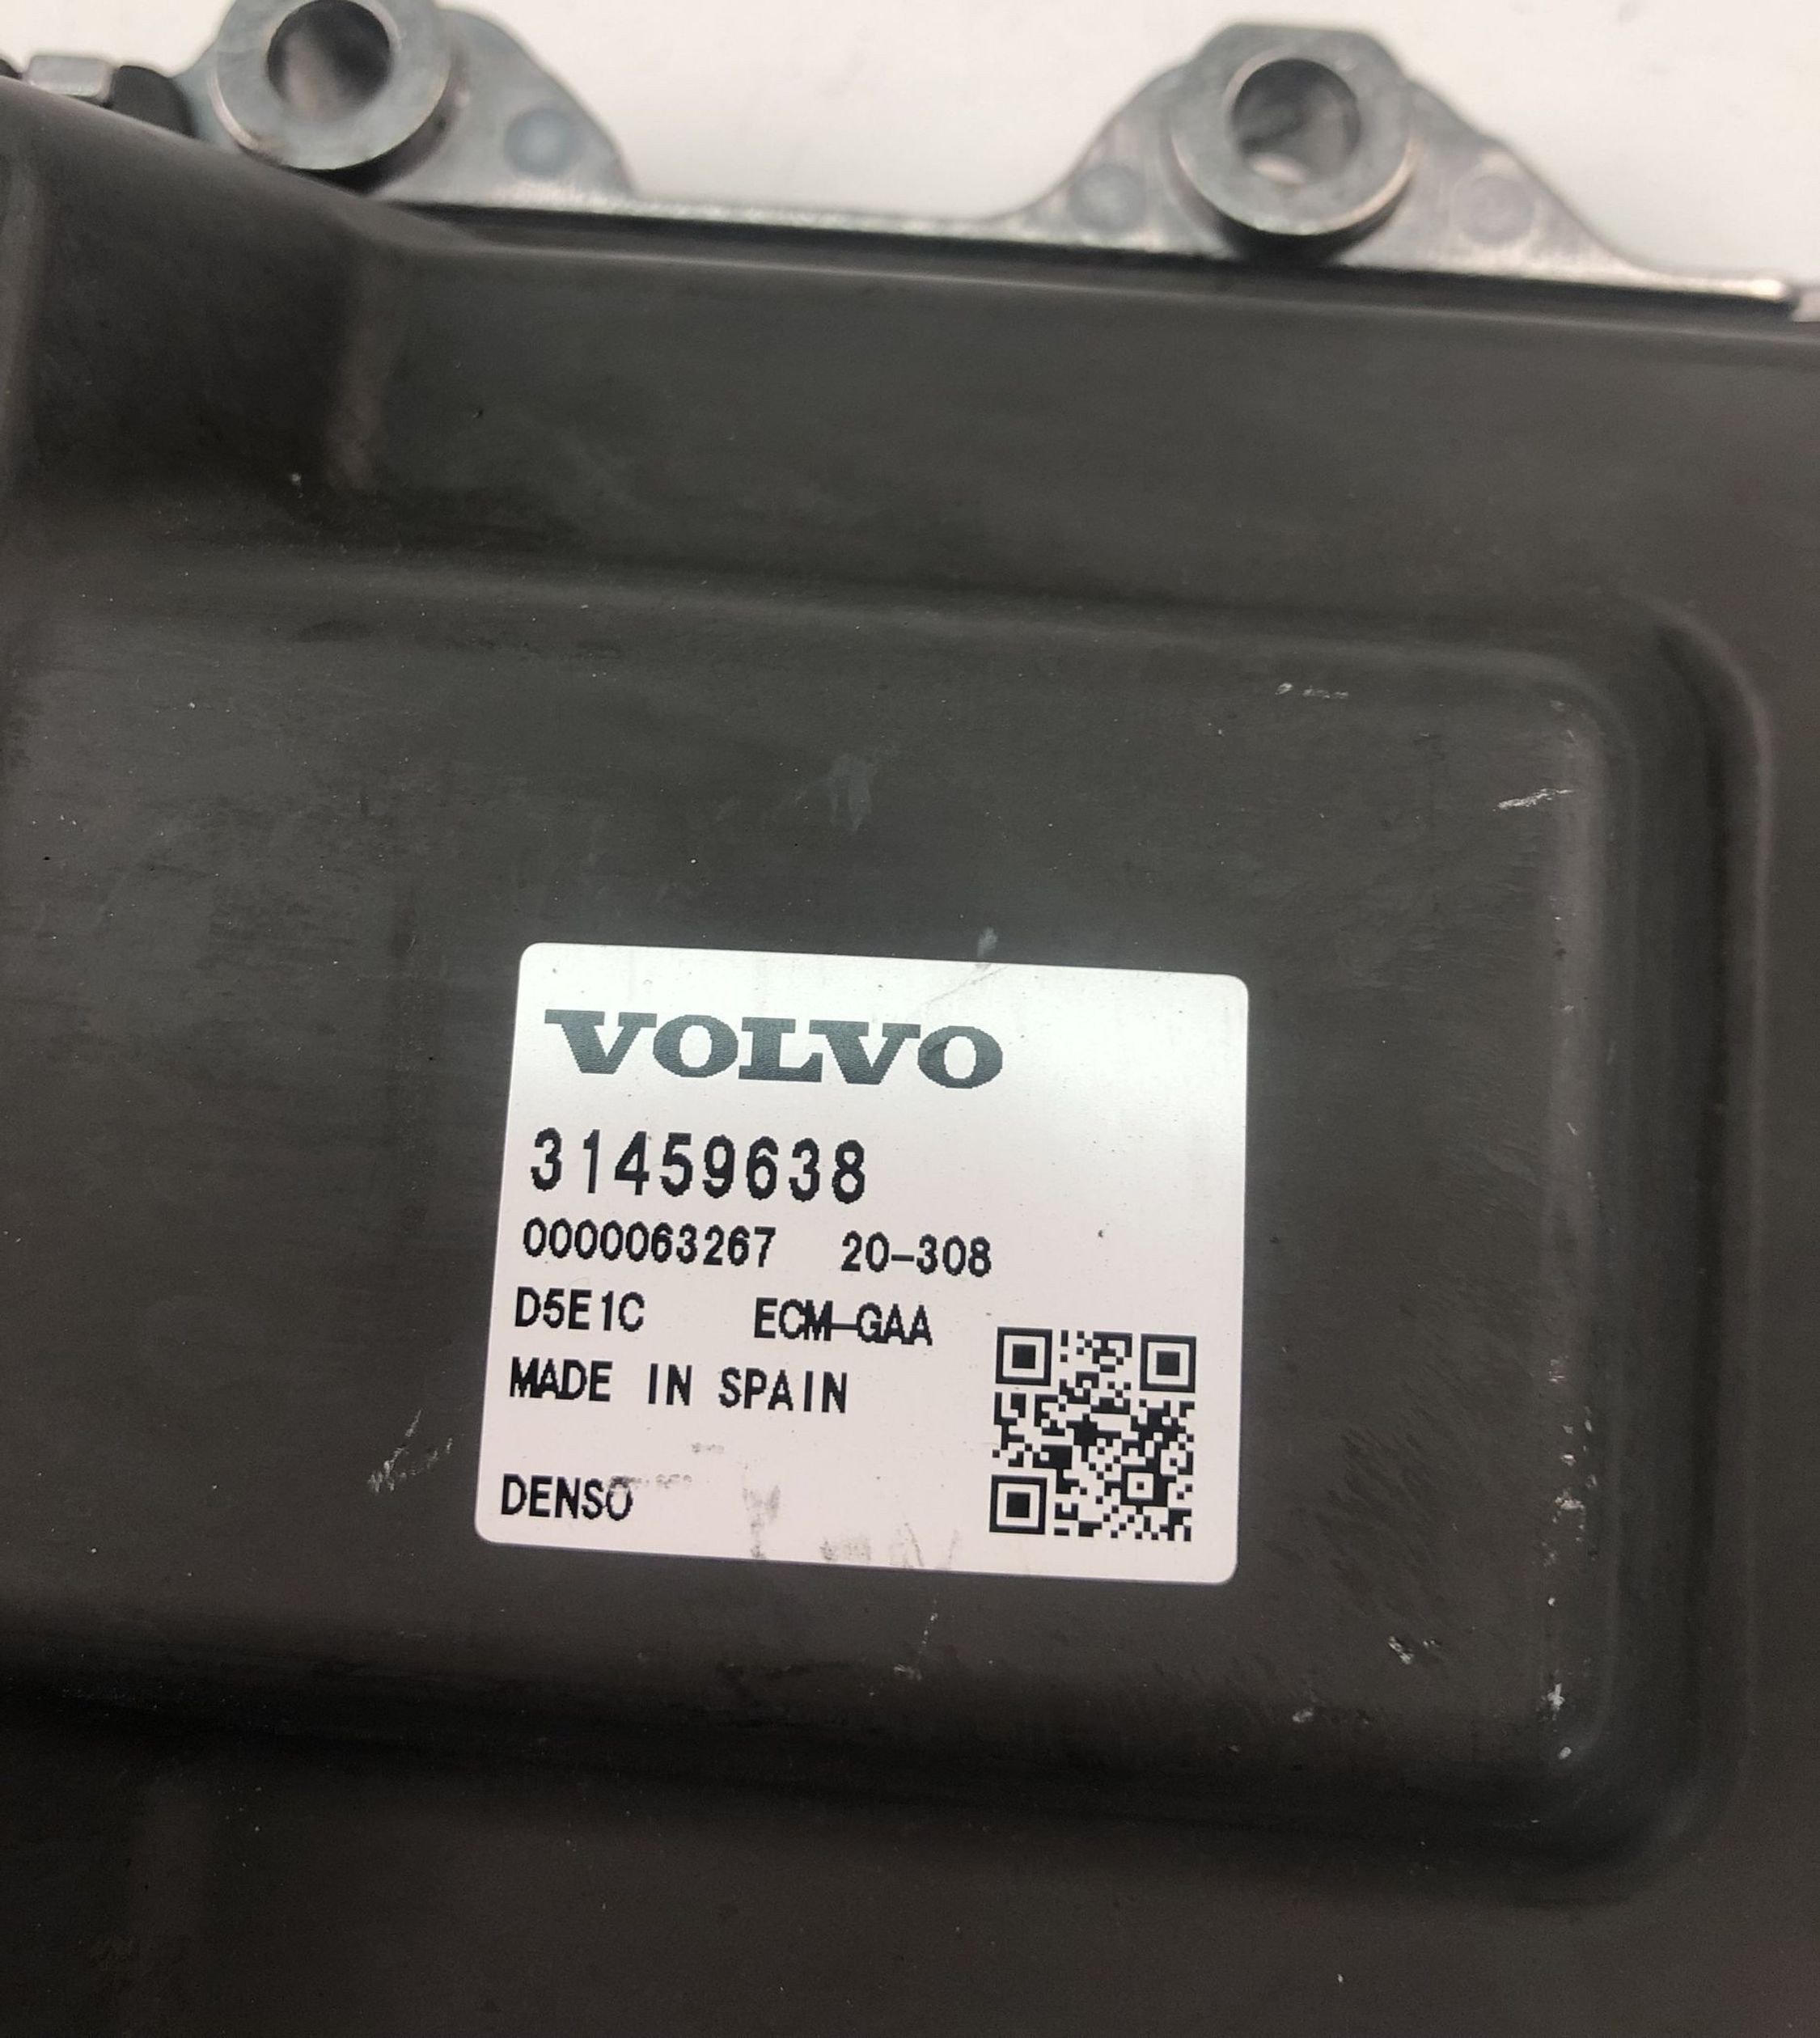 VOLVO
31459638
0000063267 20-308
D5E1C ECM-GAA
MADE IN SPAIN
DENSO